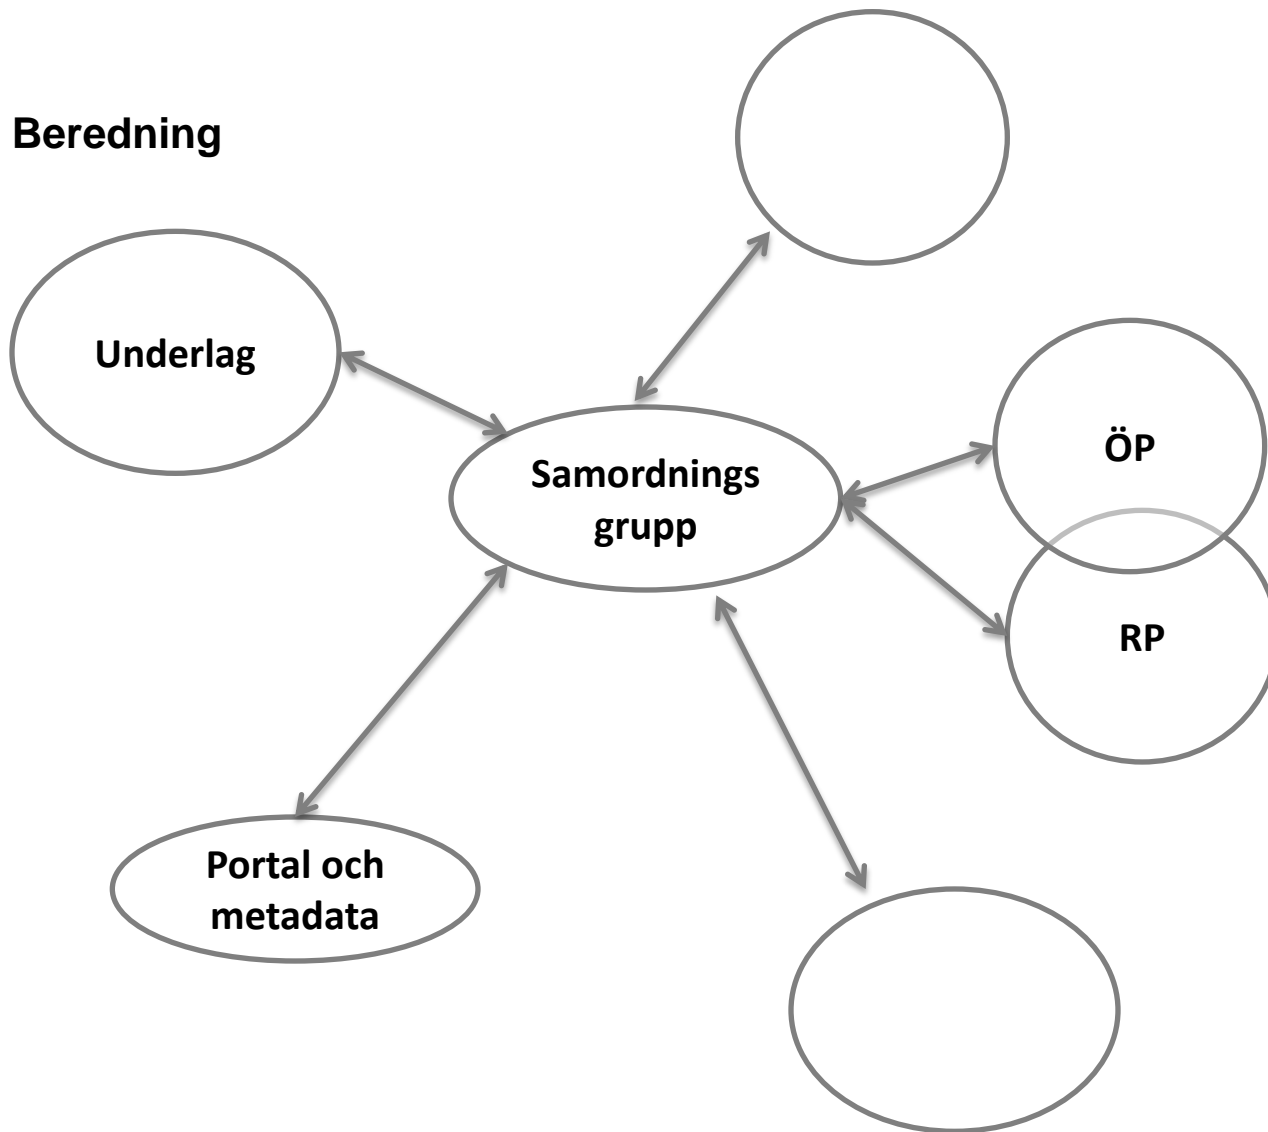 Beredning
Underlag
Samordnings
grupp
ÖP
RP
Portal och
metadata